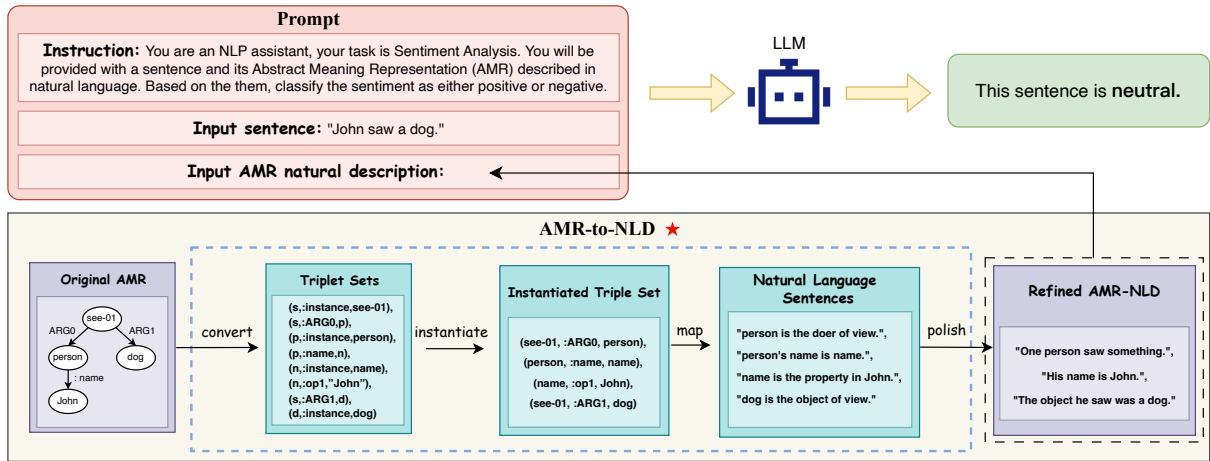 Prompt
Instruction: You are an NLP assistant, your task is Sentiment Analysis. You will
be provided with a sentence and its Abstract Meaning Representation (AMR) described in
natural language. Based on the them, classify the sentiment as either positive or negative.
Input sentence: "John saw a dog."
Input AMR natural description:
LLM
This sentence is neutral.
AMR-to-NLD
Original AMR
see-01
ARG0
ARG1
person
dog
: name
John
convert
Triplet Sets
(s,:instance,see-01),
(s,:ARG0,p),
(p,:instance,person),
(p,:name,n),
(n,:instance,name),
(n,:op1,"John"),
(s,:ARG1,d),
(d,:instance,dog)
instantiate
Instantiated Triple Set
(see-01, :ARG0, person),
(person, :name, name),
(name, :op1, John),
(see-01, :ARG1, dog)
map
Natural Language
Sentences
"person is the doer of view.",
"person's name is name.",
"name is the property in John.",
"dog is the object of view."
polish
Refined AMR-NLD
"One person saw something.",
"His name is John.",
"The object he saw was a dog."